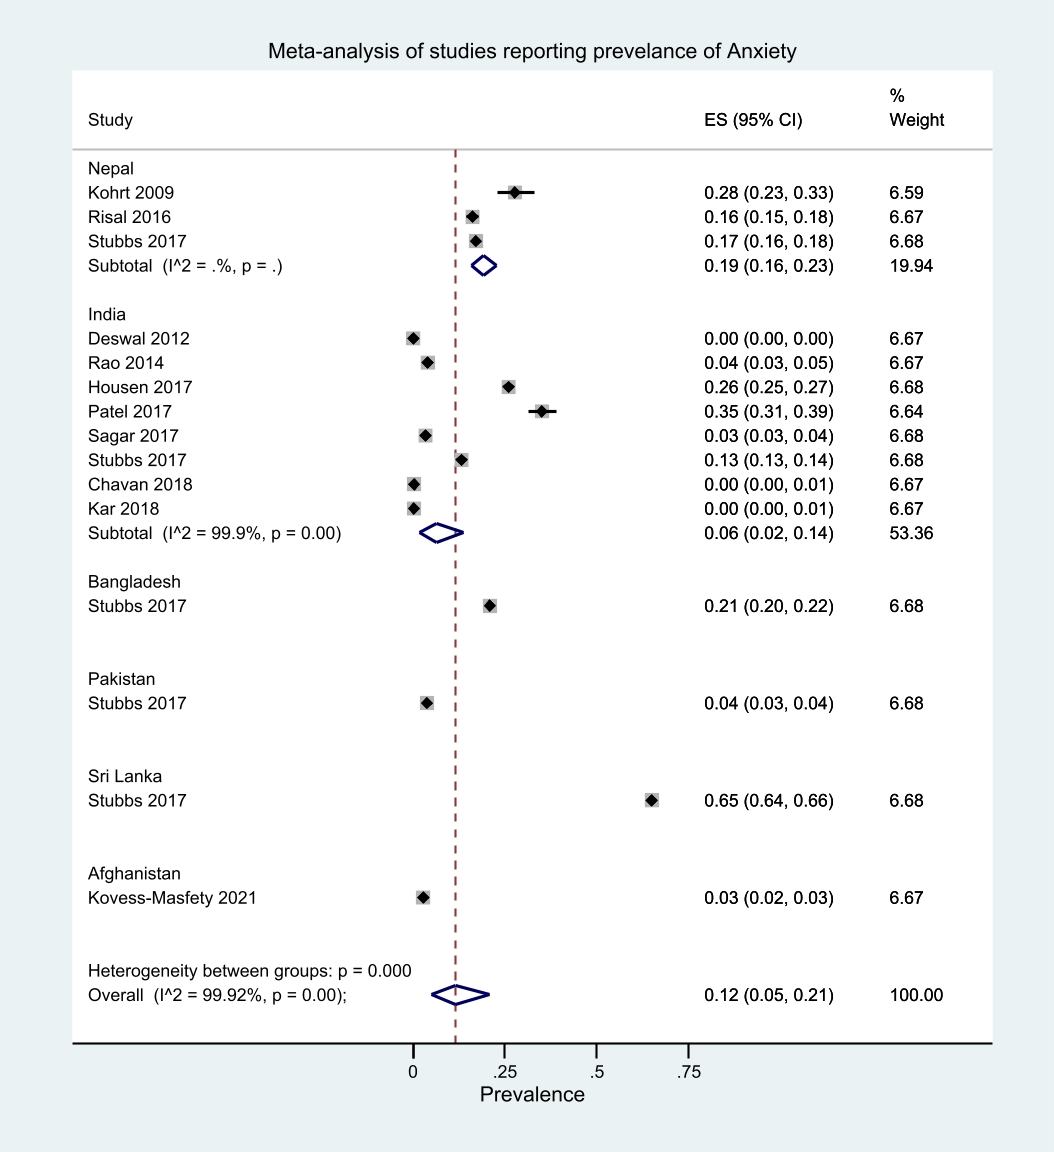 Meta-analysis of studies reporting prevelance of Anxiety
%
Study ES (95% CI) Weight
Nepal
Kohrt 2009 0.28 (0.23, 0.33) 6.59
Risal 2016 0.16 (0.15, 0.18) 6.67
Stubbs 2017 0.17 (0.16, 0.18) 6.68
Subtotal (I^2 = .%, p = .) 0.19 (0.16, 0.23) 19.94
India
Deswal 2012 0.00 (0.00, 0.00) 6.67
Rao 2014 0.04 (0.03, 0.05) 6.67
Housen 2017 0.26 (0.25, 0.27) 6.68
Patel 2017 0.35 (0.31, 0.39) 6.64
Sagar 2017 0.03 (0.03, 0.04) 6.68
Stubbs 2017 0.13 (0.13, 0.14) 6.68
Chavan 2018 0.00 (0.00, 0.01) 6.67
Kar 2018 0.00 (0.00, 0.01) 6.67
Subtotal (I^2 = 99.9%, p = 0.00) 0.06 (0.02, 0.14) 53.36
Bangladesh
Stubbs 2017 0.21 (0.20, 0.22) 6.68
Pakistan
Stubbs 2017 0.04 (0.03, 0.04) 6.68
Sri Lanka
Stubbs 2017 0.65 (0.64, 0.66) 6.68
Afghanistan
Kovess-Masfety 2021 0.03 (0.02, 0.03) 6.67
Heterogeneity between groups: p = 0.000
Overall (I^2 = 99.92%, p = 0.00); 0.12 (0.05, 0.21) 100.00
0 .25 .5 .75
Prevalence